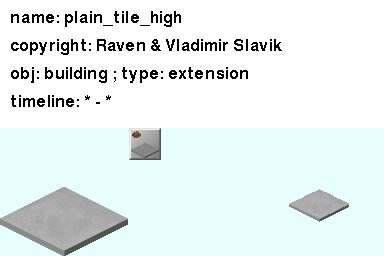 name: plain_tile_high
copyright: Raven & Vladimir Slavik
obj: building ; type: extension
timeline: * - *